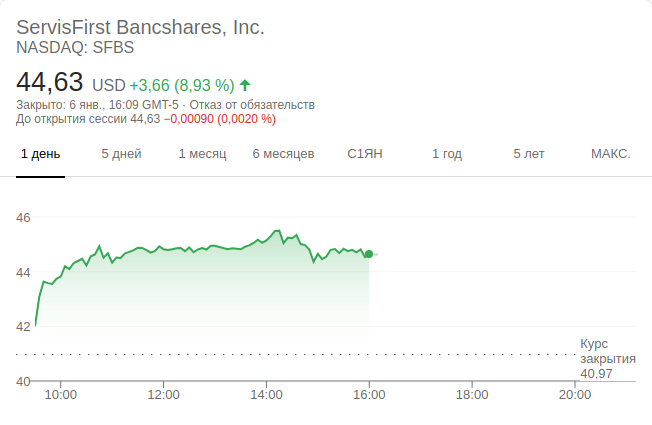 ServisFirst Bancshares, Inc.
NASDAQ: SFBS
44,63 USD +3,66 (8,93 %)
Закрыто: 6 янв., 16:09 GMT-5 · Отказ от обязательств
До открытия сессии 44,63 −0,00090 (0,0020 %)
1 день 5 дней 1 месяц 6 месяцев С1ЯН 1 год 5 лет МАКС.
46
44
42
Курс
закрытия
40,97
40
10:00 12:00 14:00 16:00 18:00 20:00